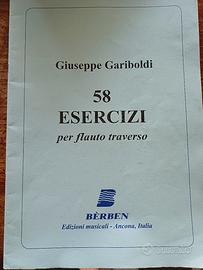 Giuseppe Gariboldi
58
ESERCIZI
per flauto traverso
BÈRBEN
Edizioni musicali - Ancona, Italia